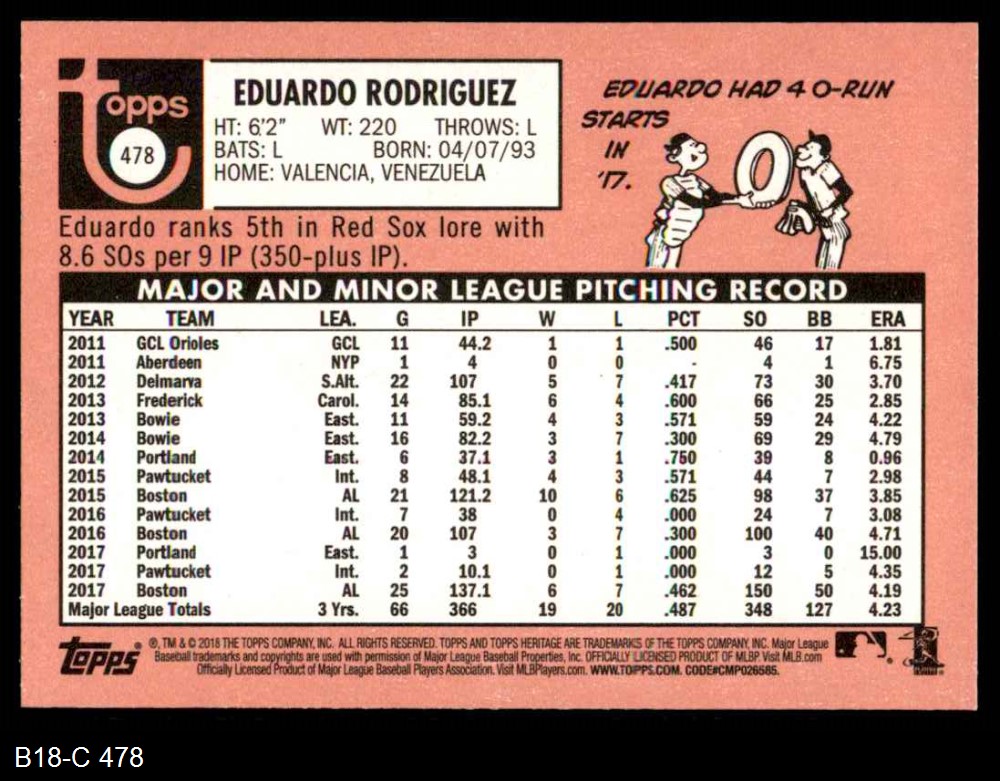 topps
478
EDUARDO RODRIGUEZ
HT: 6'2" WT: 220 THROWS: L
BATS: L BORN: 04/07/93
HOME: VALENCIA, VENEZUELA
EDUARDO HAD 4 0-RUN
STARTS
IN
'17.
0
Eduardo ranks 5th in Red Sox lore with
8.6 SOs per 9 IP (350-plus IP).
MAJOR AND MINOR LEAGUE PITCHING RECORD
YEAR TEAM LEA. G IP W L PCT SO BB ERA
2011 GCL Orioles GCL 11 44.2 1 1 .500 46 17 1.81
2011 Aberdeen NYP 1 4 0 0 - 4 1 6.75
2012 Delmarva S.Atl. 22 107 5 7 .417 73 30 3.70
2013 Frederick Carol. 14 85.1 6 4 .600 66 25 2.85
2013 Bowie East. 11 59.2 4 3 .571 59 24 4.22
2014 Bowie East. 16 82.2 3 7 .300 69 29 4.79
2014 Portland East. 6 37.1 3 1 .750 39 8 0.96
2015 Pawtucket Int. 8 48.1 4 3 .571 44 7 2.98
2015 Boston AL 21 121.2 10 6 .625 98 37 3.85
2016 Pawtucket Int. 7 38 0 4 .000 24 7 3.08
2016 Boston AL 20 107 3 7 .300 100 40 4.71
2017 Portland East. 1 3 0 1 .000 3 0 15.00
2017 Pawtucket Int. 2 10.1 0 1 .000 12 5 4.35
2017 Boston AL 25 137.1 6 7 .462 150 50 4.19
Major League Totals 3 Yrs. 66 366 19 20 .487 348 127 4.23
topps
®, TM & © 2018 THE TOPPS COMPANY, INC. ALL RIGHTS RESERVED. TOPPS AND TOPPS HERITAGE ARE TRADEMARKS OF THE TOPPS COMPANY, INC. Major League
Baseball trademarks and copyrights are used with permission of Major League Baseball Properties, Inc. OFFICIALLY LICENSED PRODUCT OF MLBP Visit MLB.com
Officially Licensed Product of Major League Baseball Players Association. Visit MLBPlayers.com. WWW.TOPPS.COM. CODE#CMP026565.
B18-C 478